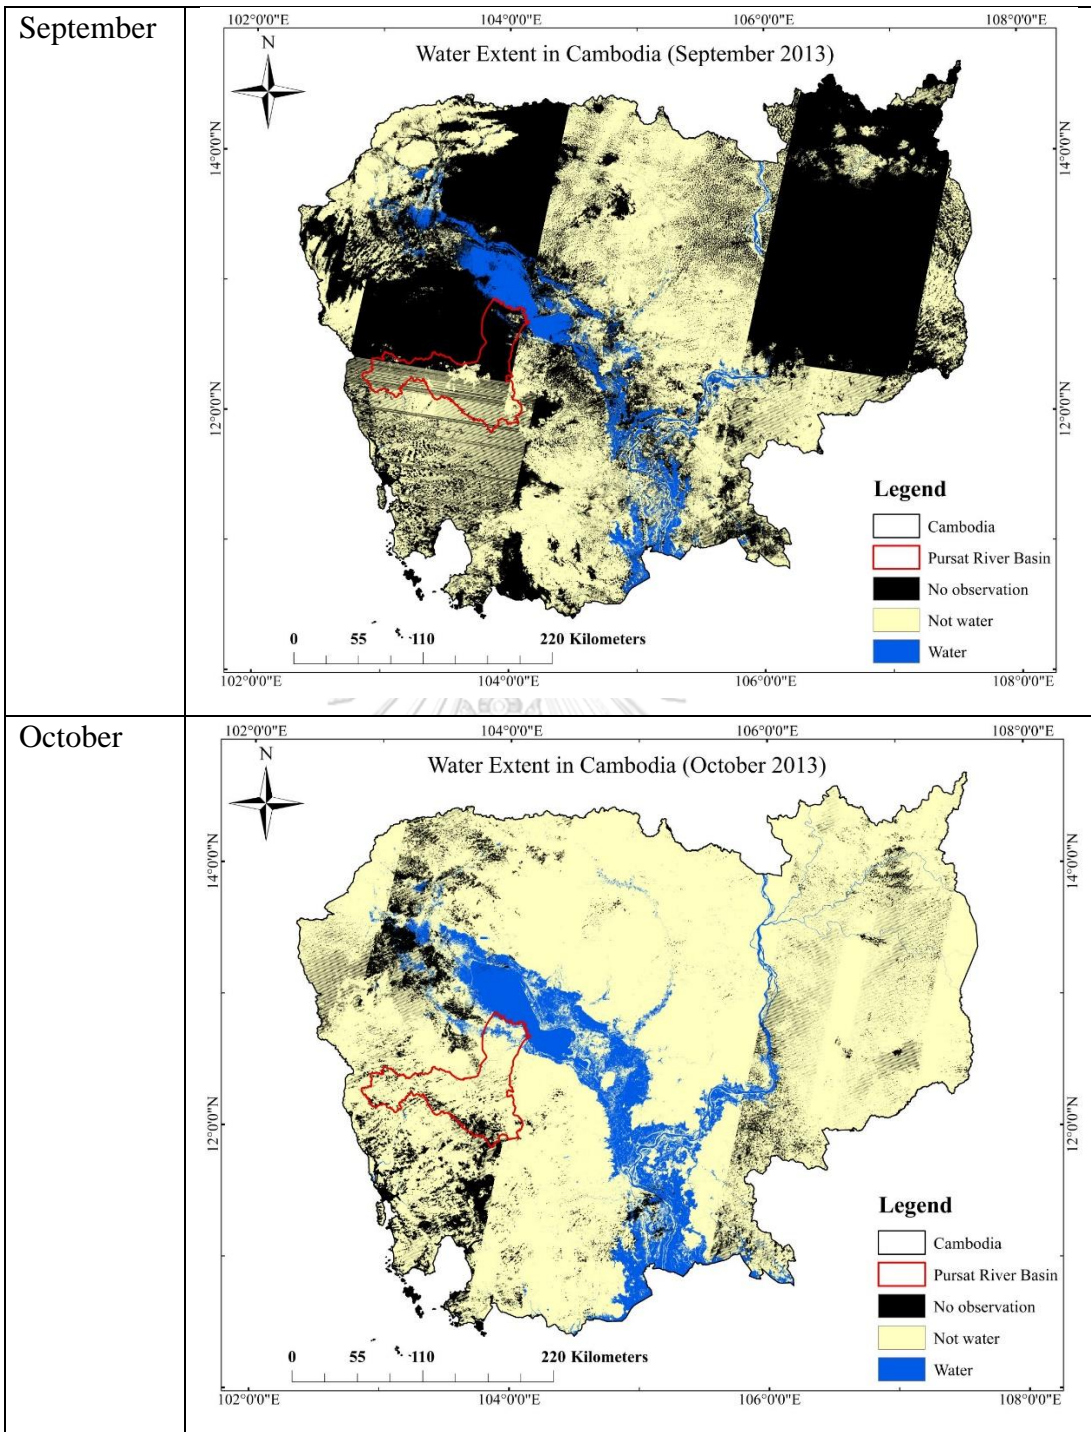 September
102°0'0"E 104°0'0"E 106°0'0"E 108°0'0"E
N
Water Extent in Cambodia (September 2013)
14°0'0"N 14°0'0"N
12°0'0"N 12°0'0"N
Legend
Cambodia
Pursat River Basin
No observation
Not water
Water
0 55 110 220 Kilometers
102°0'0"E 104°0'0"E 106°0'0"E 108°0'0"E
October
102°0'0"E 104°0'0"E 106°0'0"E 108°0'0"E
N
Water Extent in Cambodia (October 2013)
14°0'0"N 14°0'0"N
12°0'0"N 12°0'0"N
Legend
Cambodia
Pursat River Basin
No observation
Not water
Water
0 55 110 220 Kilometers
102°0'0"E 104°0'0"E 106°0'0"E 108°0'0"E